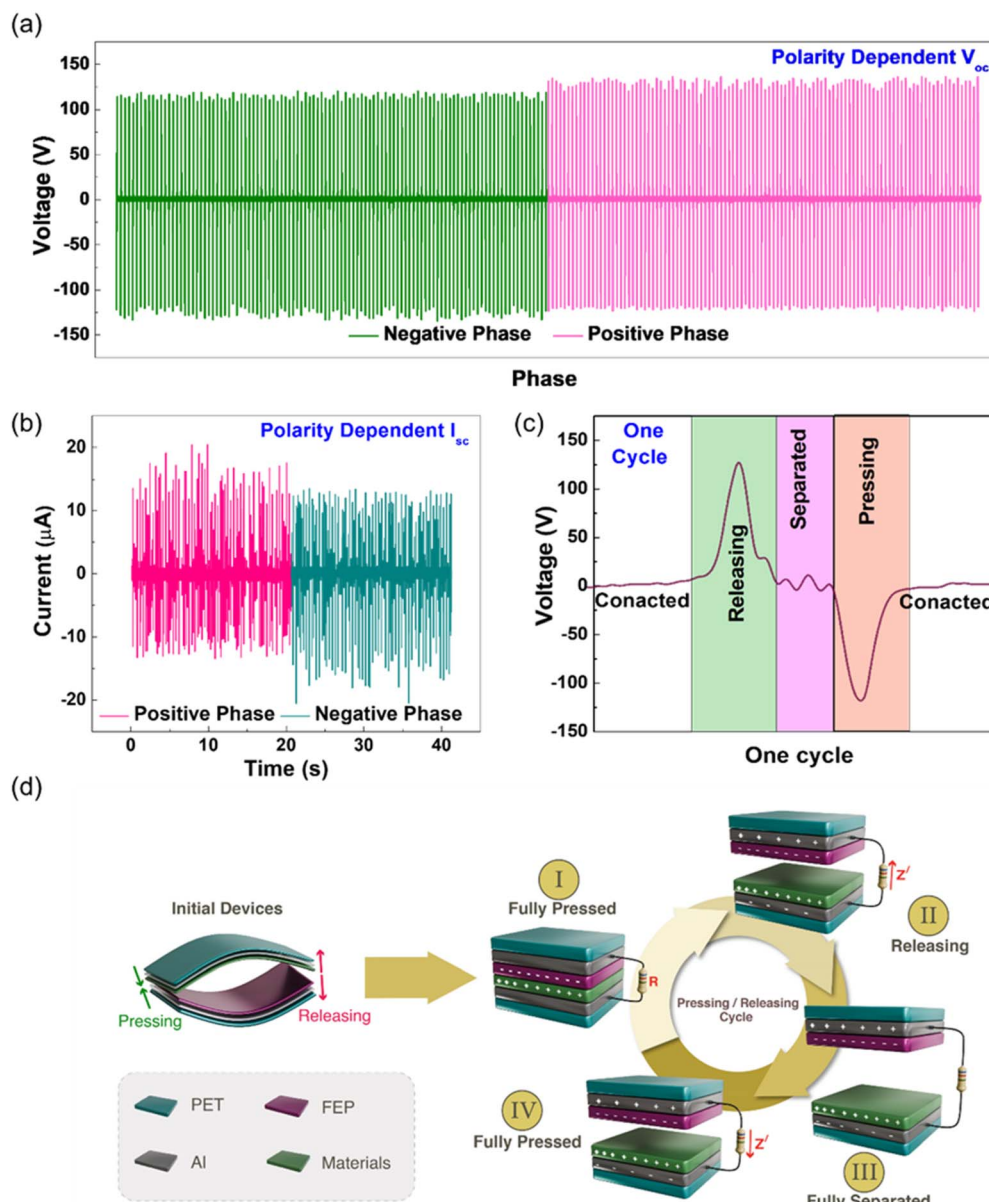 (a)
Polarity Dependent Voc
150
100
50
0
-50
-100
-150
Voltage (V)
Negative Phase
Positive Phase
Phase
(b)
Polarity Dependent Isc
20
10
0
-10
-20
Current (μA)
Positive Phase
Negative Phase
0
10
20
30
40
Time (s)
(c)
One
Cycle
150
100
50
0
-50
-100
-150
Voltage (V)
Conacted
Releasing
Separated
Pressing
Conacted
One cycle
(d)
Initial Devices
Pressing
Releasing
PET
FEP
Al
Materials
I
Fully Pressed
R
Z'
II
Releasing
Pressing / Releasing
Cycle
IV
Fully Pressed
Z'
III
Fully Separated